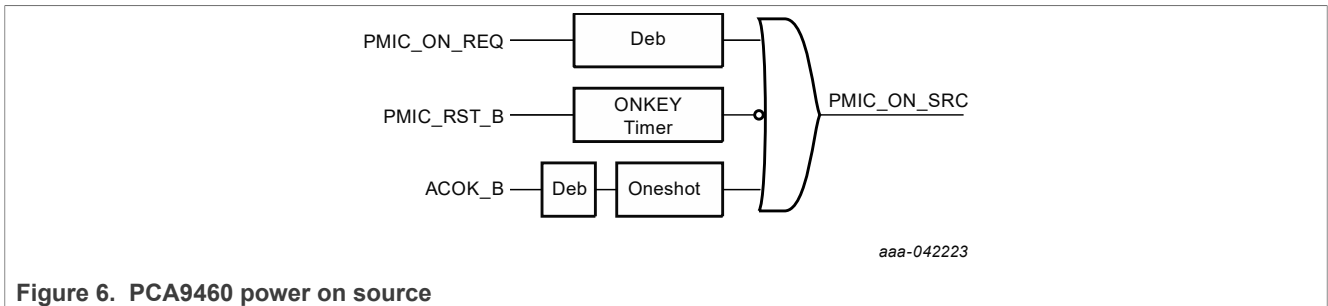 PMIC_ON_REQ
Deb
PMIC_RST_B
ONKEY
Timer
PMIC_ON_SRC
ACOK_B
Deb
Oneshot
aaa-042223
Figure 6. PCA9460 power on source